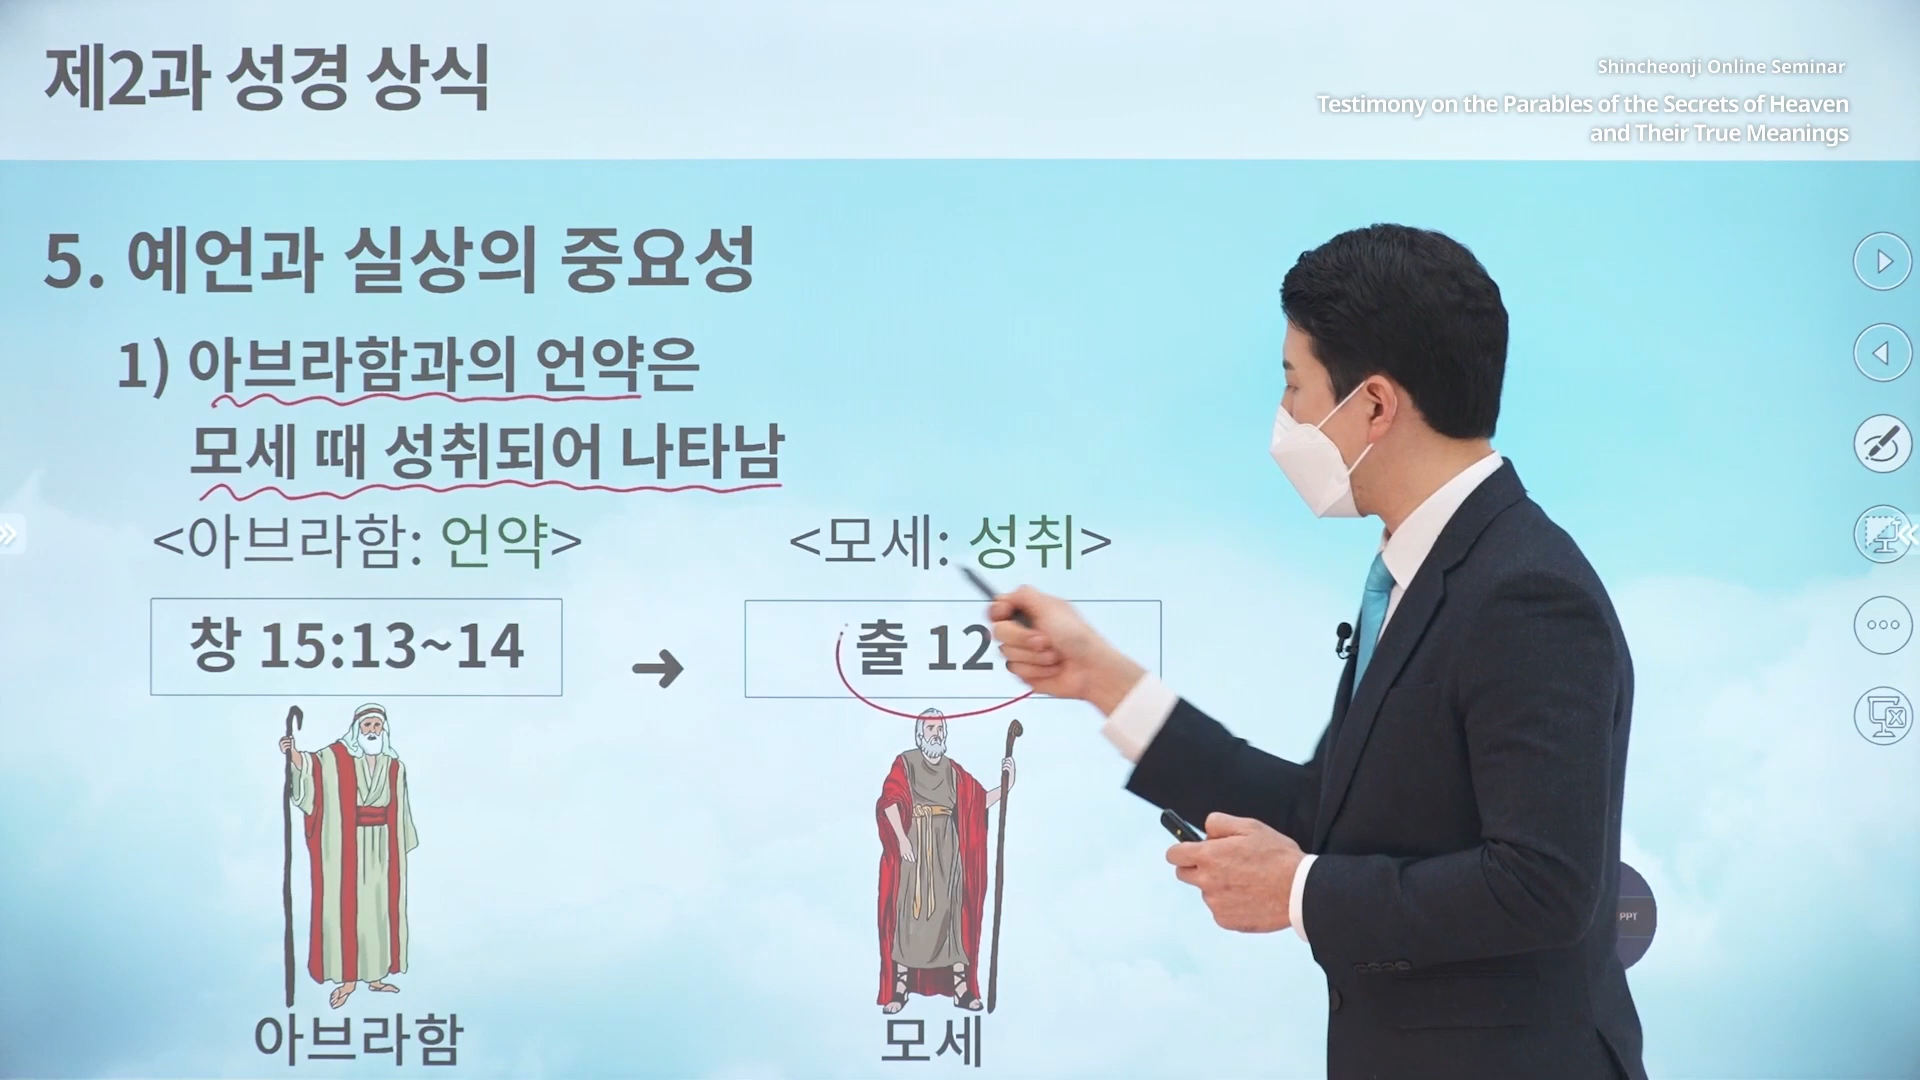 제2과 성경 상식
Shincheonji Online Seminar
Testimony on the Parables of the Secrets of Heaven
and Their True Meanings
5. 예언과 실상의 중요성
1) 아브라함과의 언약은
모세 때 성취되어 나타남
<아브라함: 언약>
<모세: 성취>
창 15:13~14
출 12
아브라함
모세
PPT